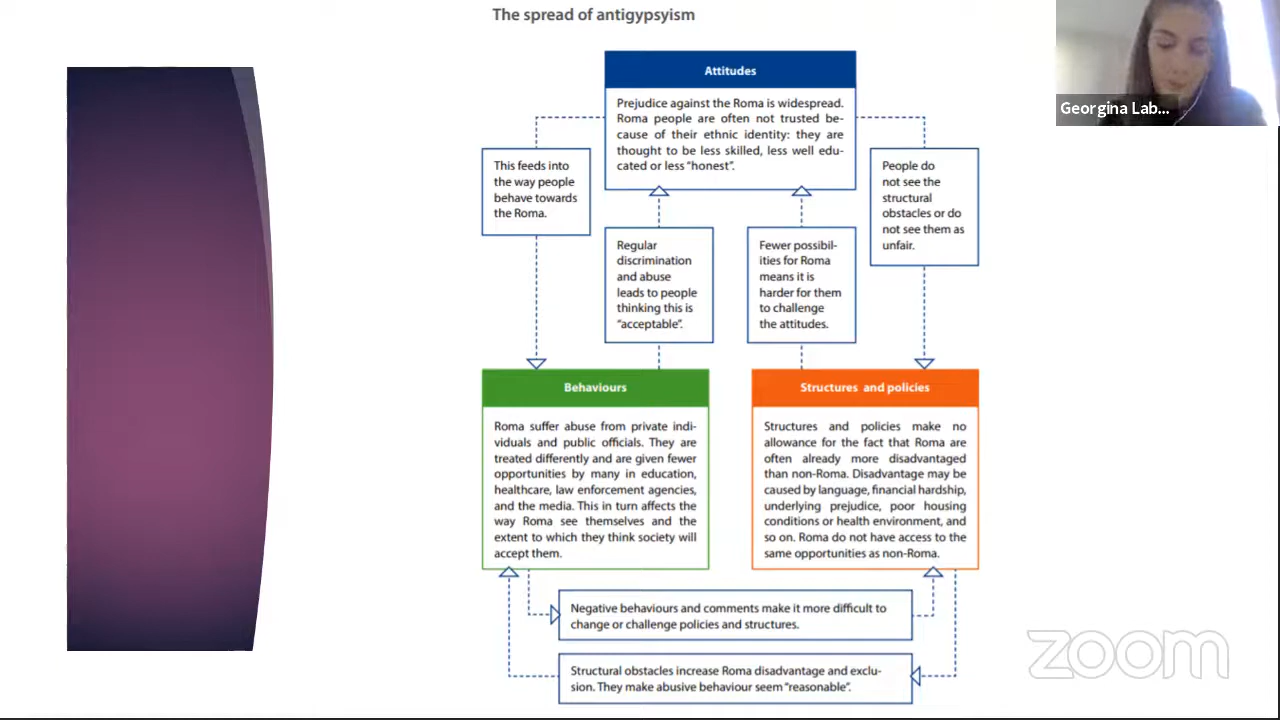 The spread of antigypsyism
Georgina Lab...
Attitudes
Prejudice against the Roma is widespread.
Roma people are often not trusted be-
cause of their ethnic identity: they are
thought to be less skilled, less well edu-
cated or less “honest”.
This feeds into
the way people
behave towards
the Roma.
People do
not see the
structural
obstacles or do
not see them as
unfair.
Regular
discrimination
and abuse
leads to people
thinking this is
“acceptable”.
Fewer possibil-
ities for Roma
means it is
harder for them
to challenge
the attitudes.
Behaviours
Roma suffer abuse from private indi-
viduals and public officials. They are
treated differently and are given fewer
opportunities by many in education,
healthcare, law enforcement agencies,
and the media. This in turn affects the
way Roma see themselves and the
extent to which they think society will
accept them.
Structures and policies
Structures and policies make no
allowance for the fact that Roma are
often already more disadvantaged
than non-Roma. Disadvantage may be
caused by language, financial hardship,
underlying prejudice, poor housing
conditions or health environment, and
so on. Roma do not have access to the
same opportunities as non-Roma.
Negative behaviours and comments make it more difficult to
change or challenge policies and structures.
Structural obstacles increase Roma disadvantage and exclu-
sion. They make abusive behaviour seem “reasonable”.
zoom